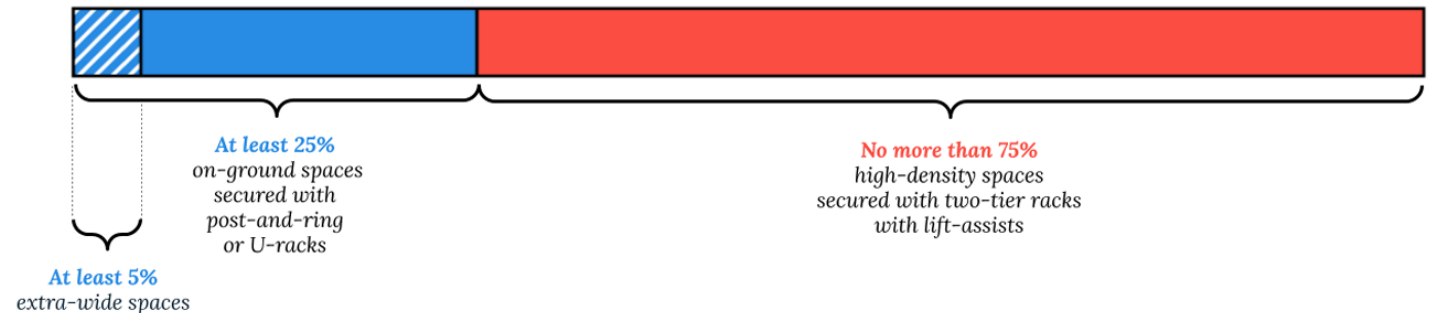 At least 25%
on-ground spaces
secured with
post-and-ring
or U-racks
No more than 75%
high-density spaces
secured with two-tier racks
with lift-assists
At least 5%
extra-wide spaces